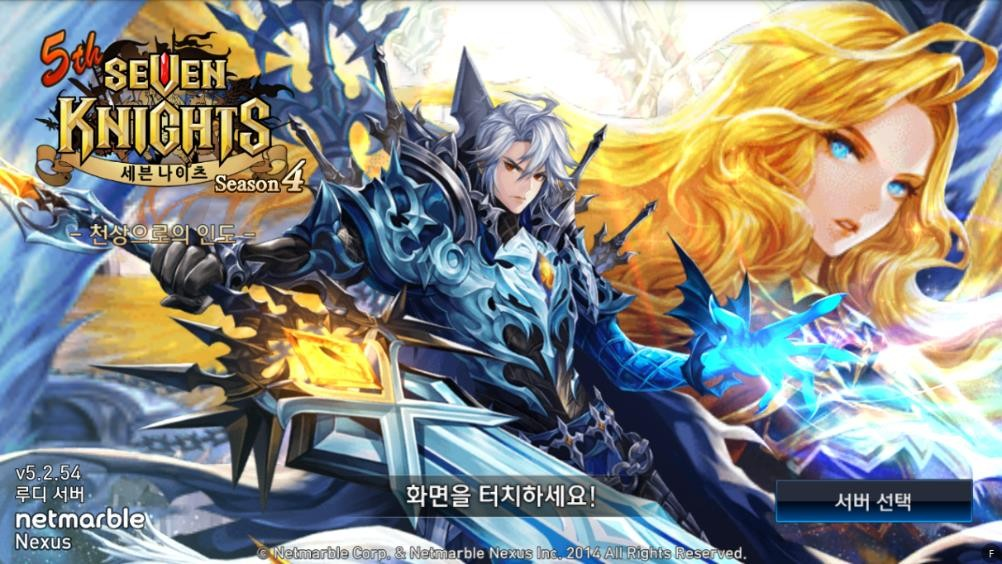 5th
SEVEN
KNIGHTS
세븐나이츠
Season 4
- 천상으로의 인도 -
v5.2.54
루디 서버
netmarble
Nexus
화면을 터치하세요!
서버 선택
© Netmarble Corp. & Netmarble Nexus Inc. 2014 All Rights Reserved.
F